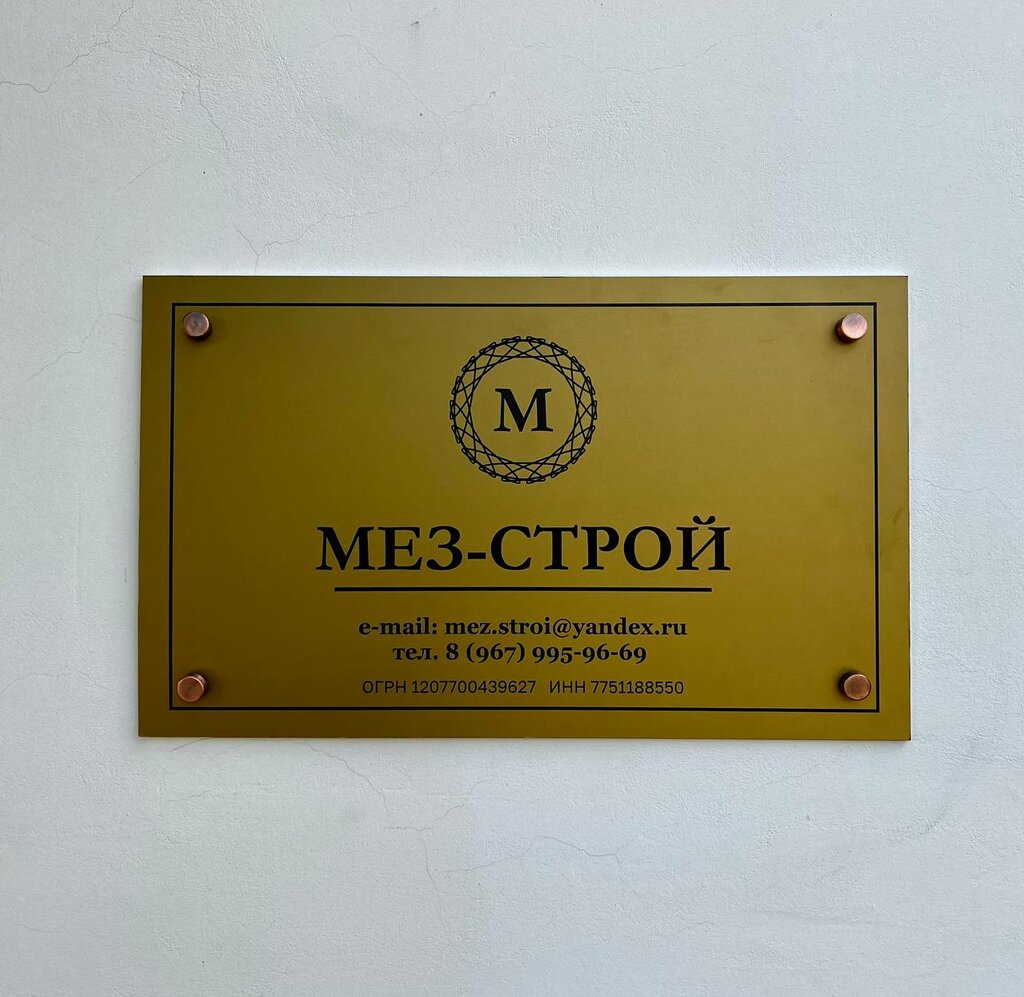 М
МЕЗ-СТРОЙ
e-mail: mez.stroi@yandex.ru
тел. 8 (967) 995-96-69
ОГРН 1207700439627 ИНН 7751188550